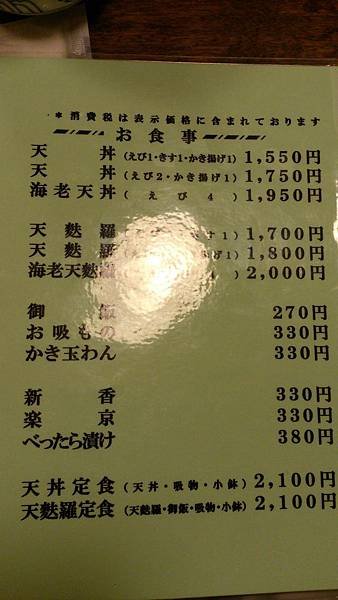 ＊消費税は表示価格に含まれております
お食事
天丼(えび1・きす1・かき揚げ1) 1,550円
天丼(えび2・かき揚げ1) 1,750円
海老天丼(えび4) 1,950円
天麩羅 す1) 1,700円
天麩羅 げ1) 1,800円
海老天麩羅 ) 2,000円
御飯 270円
お吸もの 330円
かき玉わん 330円
新香 330円
楽京 330円
べったら漬け 380円
天丼定食(天丼・吸物・小鉢) 2,100円
天麩羅定食(天麩羅・御飯・吸物・小鉢) 2,100円